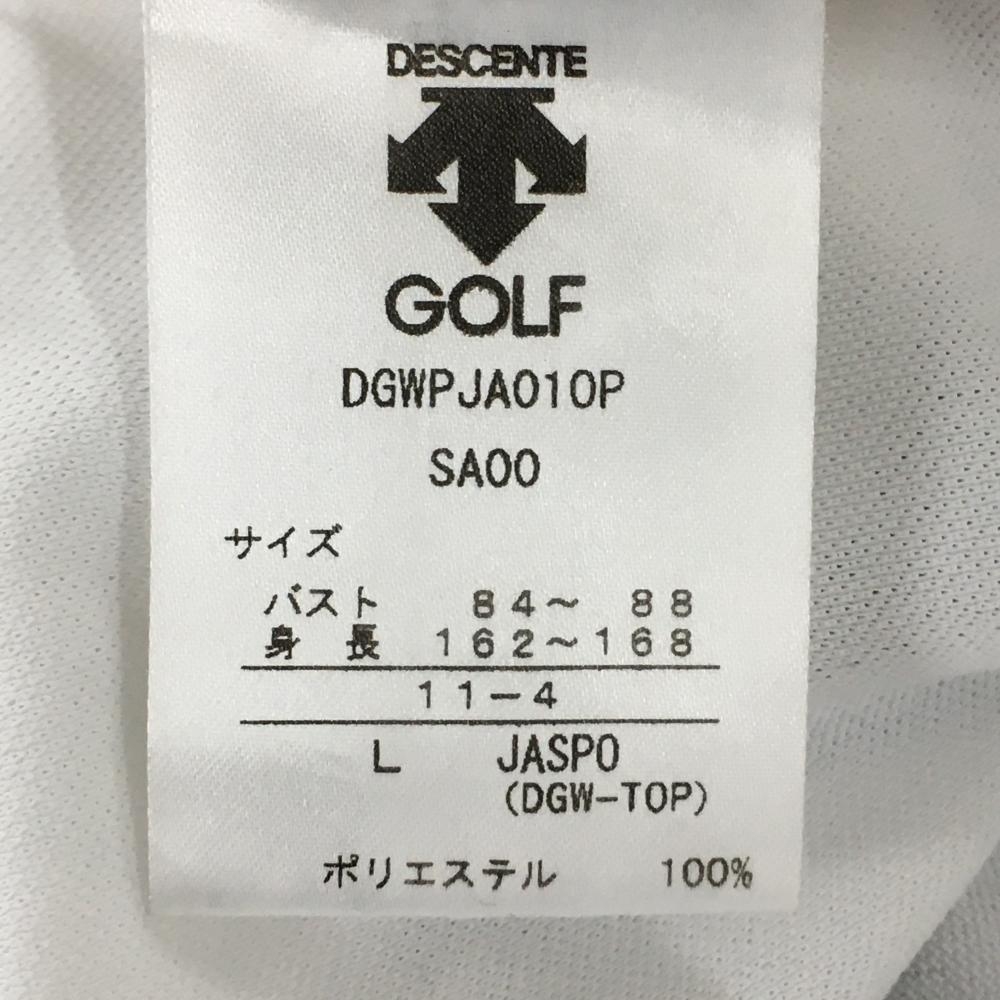 DESCENTE
GOLF
DGWPJA010P
SA00
サイズ
バスト 84～ 88
身 長 162～168
11-4
L JASPO
(DGW-TOP)
ポリエステル 100%